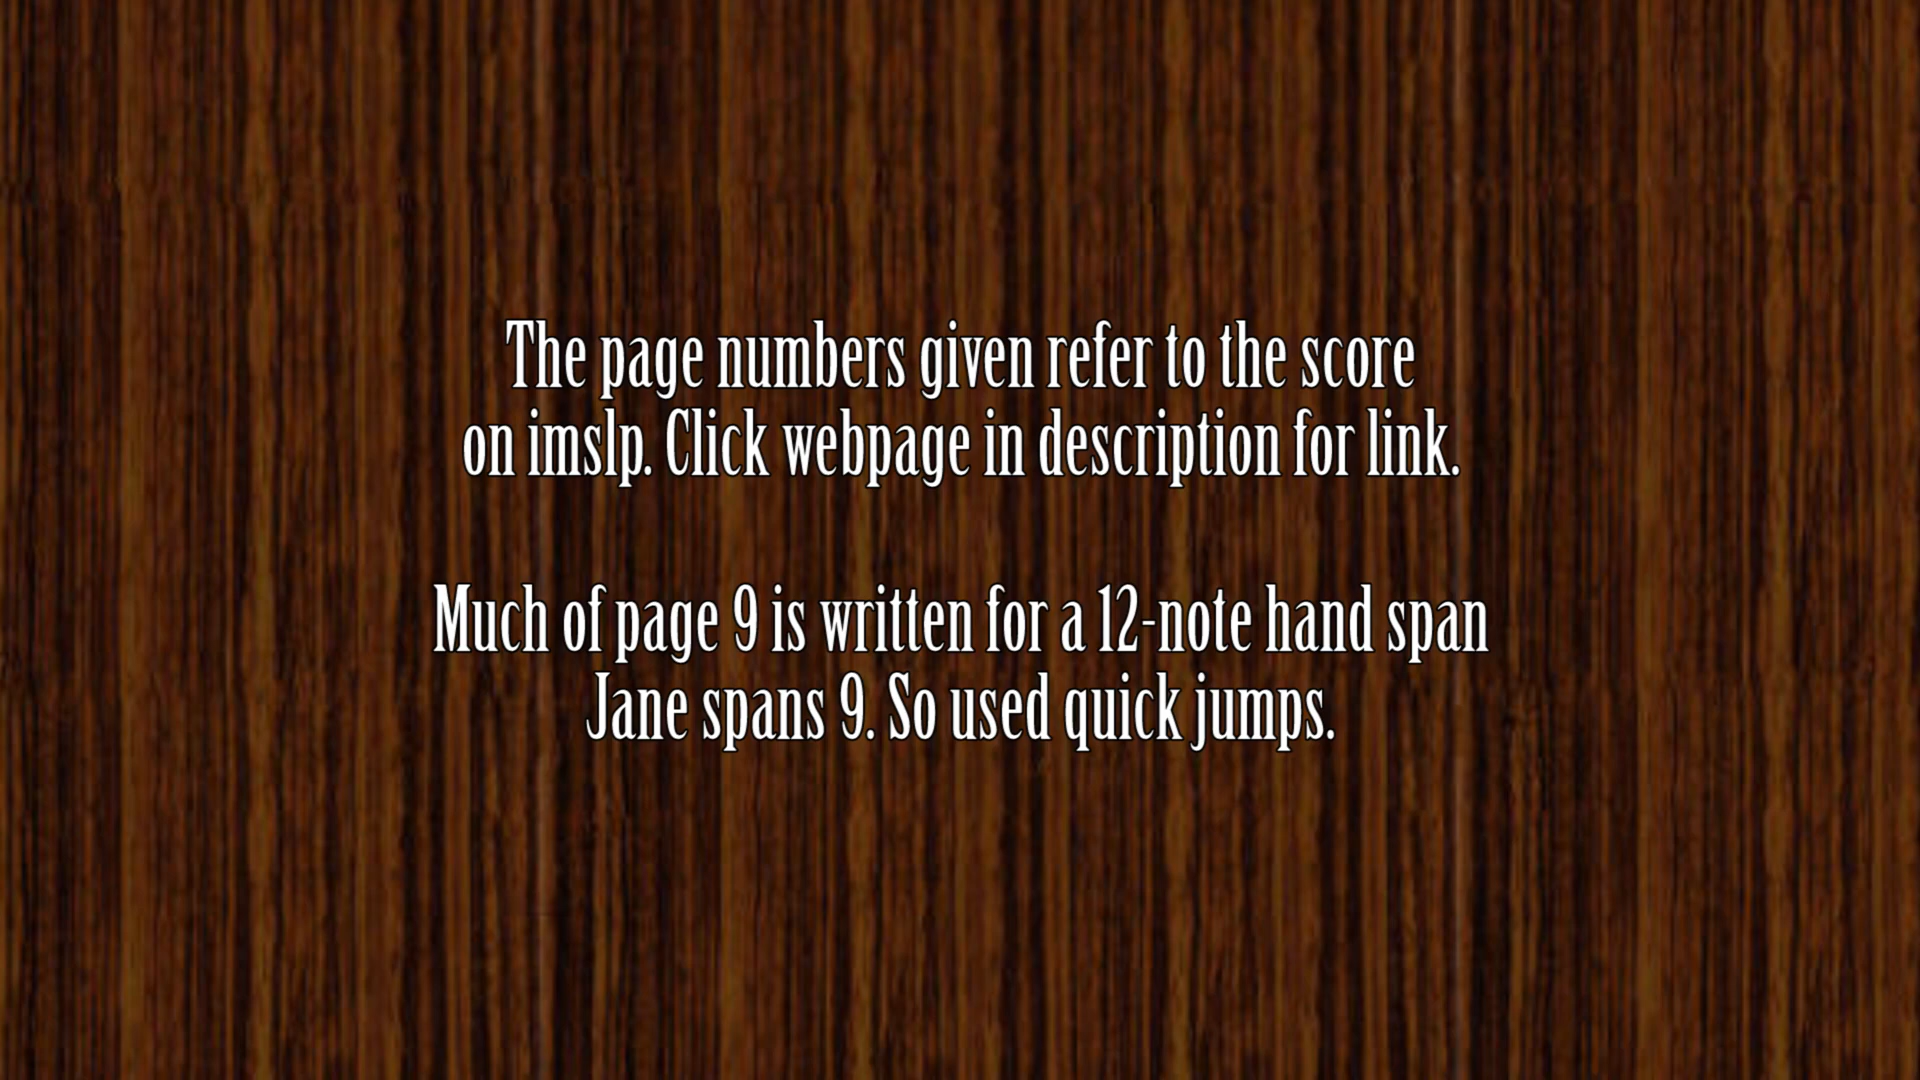 The page numbers given refer to the score
on imslp. Click webpage in description for link.
Much of page 9 is written for a 12-note hand span
Jane spans 9. So used quick jumps.